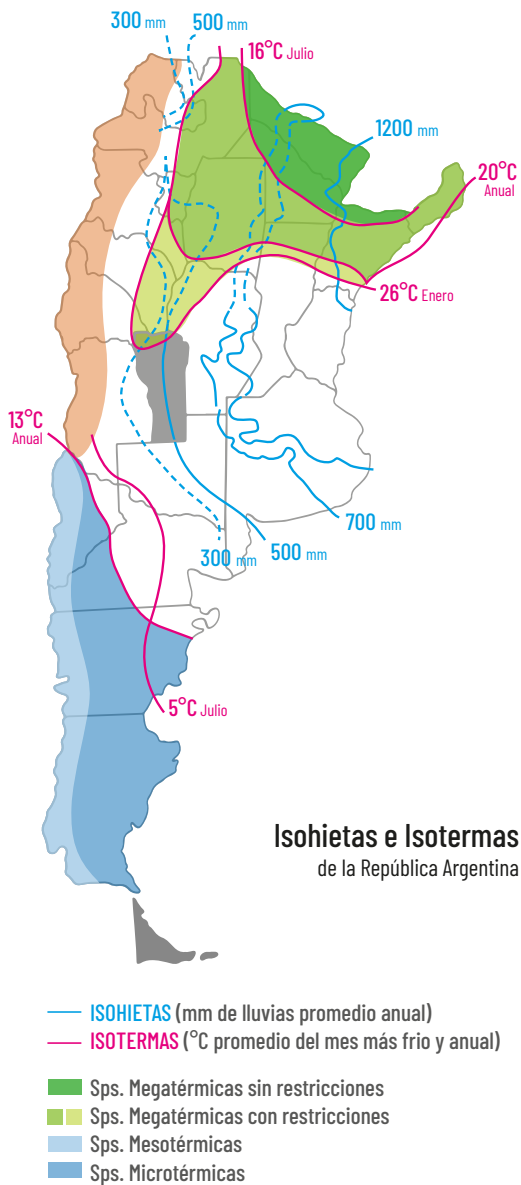 300 mm
500 mm
16°C Julio
1200 mm
20°C
Anual
26°C Enero
13°C
Anual
700 mm
500 mm
300 mm
5°C Julio
Isohietas e Isotermas
de la República Argentina
ISOHIETAS (mm de lluvias promedio anual)
ISOTERMAS (°C promedio del mes más frio y anual)
Sps. Megatérmicas sin restricciones
Sps. Megatérmicas con restricciones
Sps. Mesotérmicas
Sps. Microtérmicas